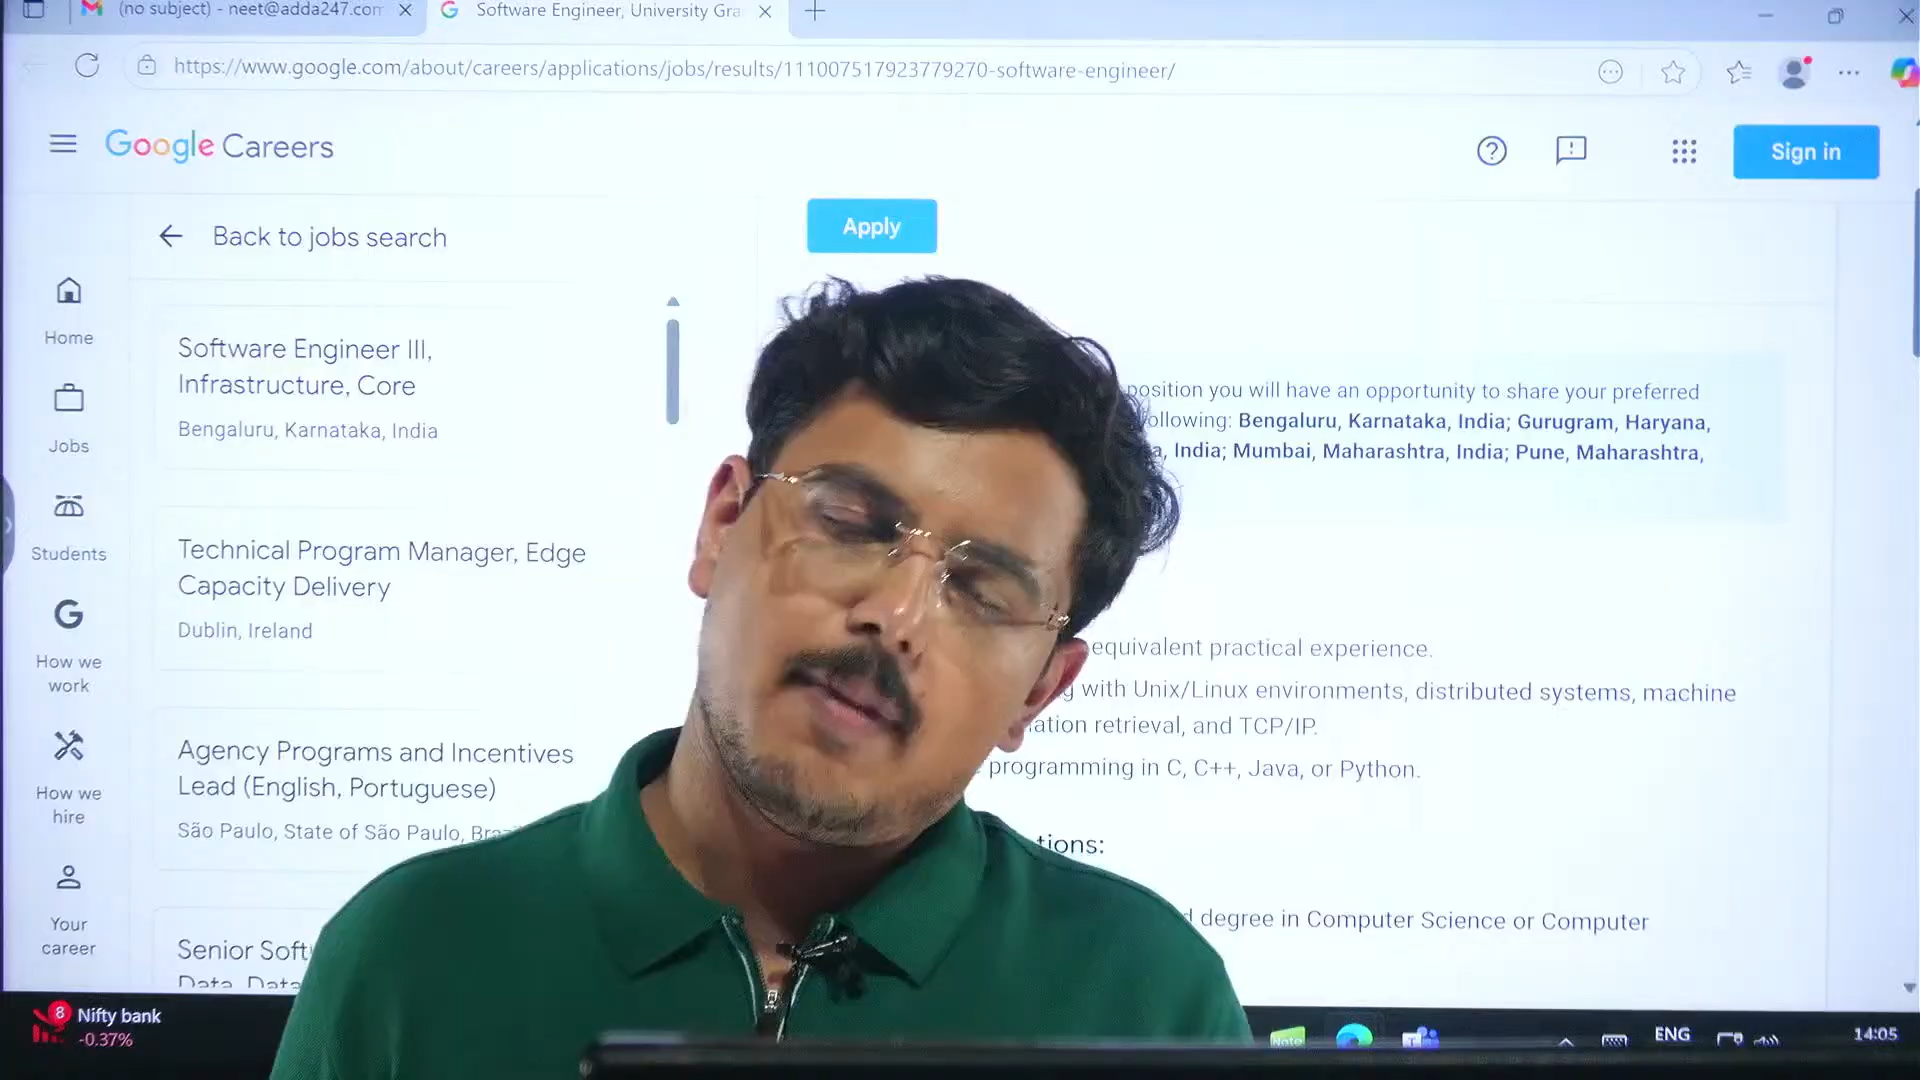 (no subject) - neet@adda247.com
Software Engineer, University Gra
https://www.google.com/about/careers/applications/jobs/results/111007517923779270-software-engineer/
Google Careers
Sign in
Back to jobs search
Apply
Home
Jobs
Students
How we
work
How we
hire
Your
career
Software Engineer III,
Infrastructure, Core
Bengaluru, Karnataka, India
Technical Program Manager, Edge
Capacity Delivery
Dublin, Ireland
Agency Programs and Incentives
Lead (English, Portuguese)
São Paulo, State of São Paulo,
Senior
Data, Data
position you will have an opportunity to share your preferred
following: Bengaluru, Karnataka, India; Gurugram, Haryana,
India; Mumbai, Maharashtra, India; Pune, Maharashtra,
equivalent practical experience.
with Unix/Linux environments, distributed systems, machine
retrieval, and TCP/IP.
programming in C, C++, Java, or Python.
tions:
degree in Computer Science or Computer
8
Nifty bank
-0.37%
Note
ENG
14:05